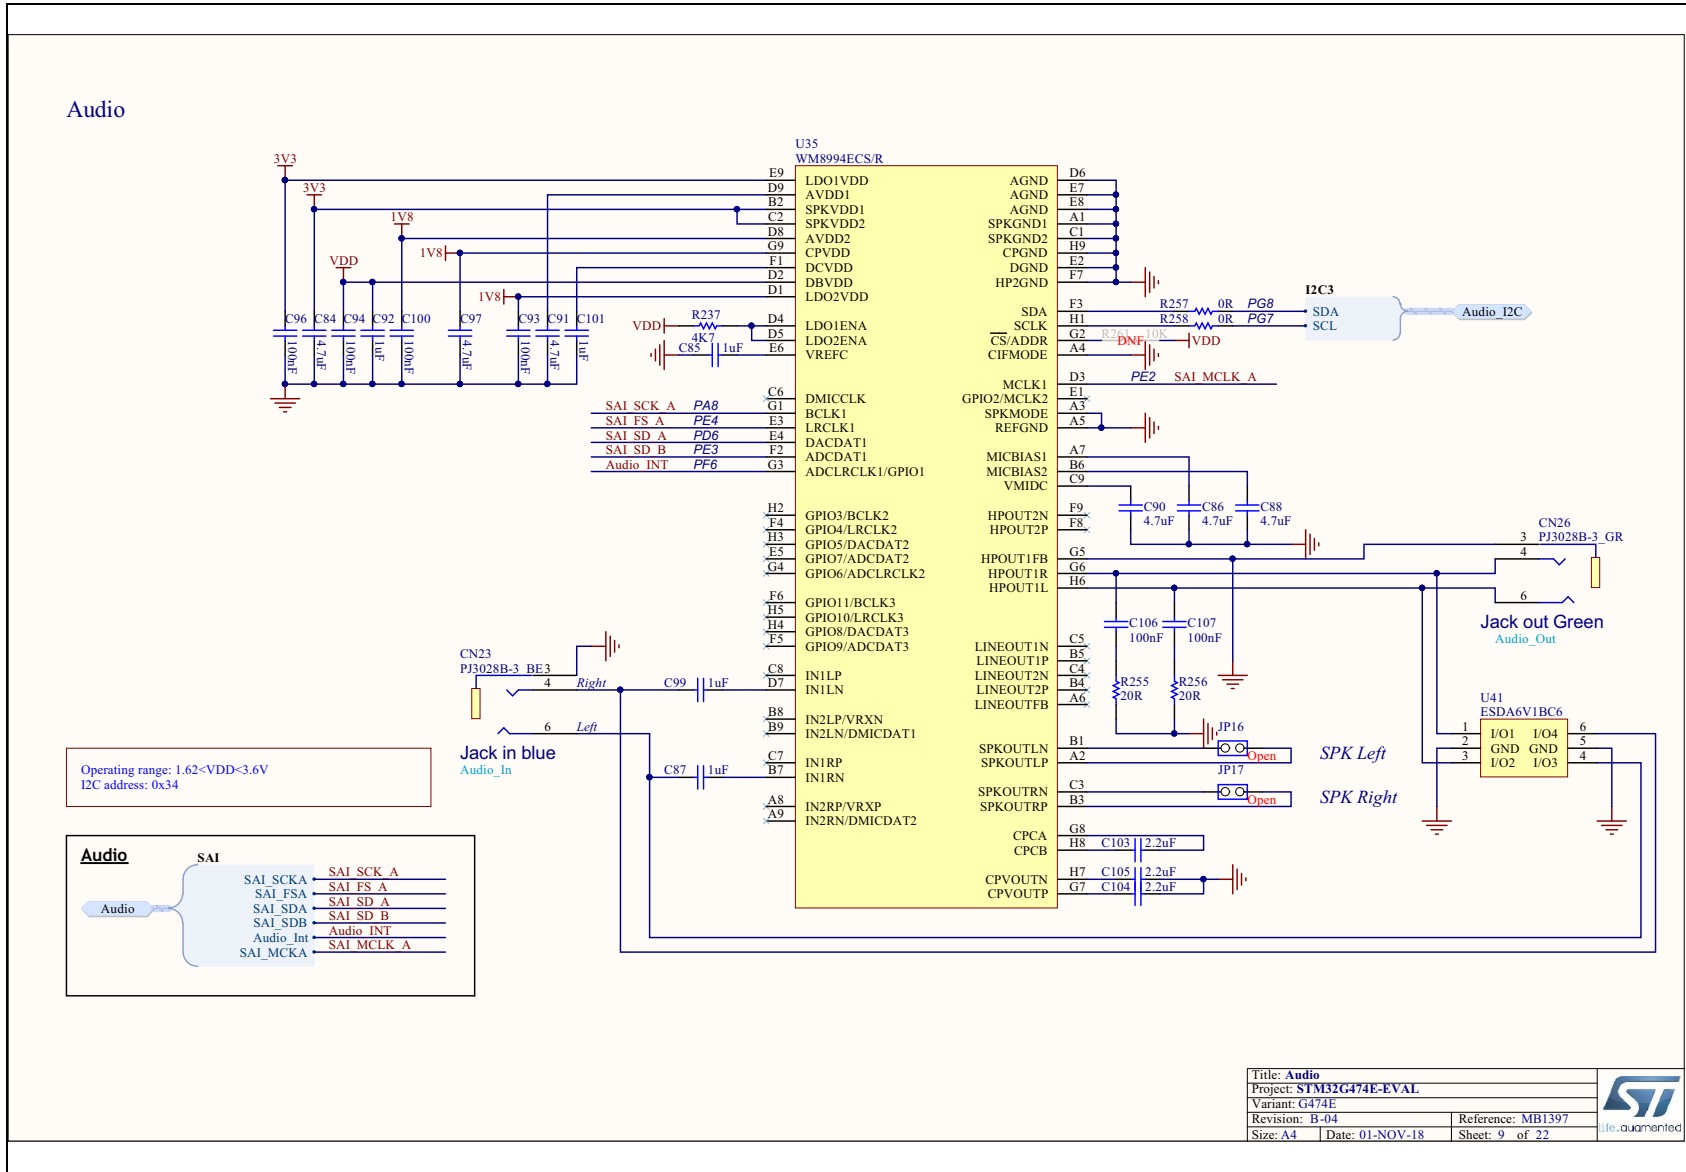 Audio
U35
WM8994ECS/R
3V3
3V3
1V8
1V8
VDD
1V8
C96
100nF
C84
4.7uF
C94
100nF
C92
1uF
C100
100nF
C97
4.7uF
C93
100nF
C91
4.7uF
C101
1uF
VDD
R237
4K7
C85
1uF
E9 LDO1VDD
D9 AVDD1
B2 SPKVDD1
C2 SPKVDD2
D8 AVDD2
G9 CPVDD
F1 DCVDD
D2 DBVDD
D1 LDO2VDD
D4 LDO1ENA
D5 LDO2ENA
E6 VREFC
C6 DMICCLK
SAI_SCK_A PA8 G1 BCLK1
SAI_FS_A PE4 E3 LRCLK1
SAI_SD_A PD6 E4 DACDAT1
SAI_SD_B PE3 F2 ADCDAT1
Audio_INT PF6 G3 ADCLRCLK1/GPIO1
H2 GPIO3/BCLK2
F4 GPIO4/LRCLK2
H3 GPIO5/DACDAT2
E5 GPIO7/ADCDAT2
G4 GPIO6/ADCLRCLK2
F6 GPIO11/BCLK3
H5 GPIO10/LRCLK3
H4 GPIO8/DACDAT3
F5 GPIO9/ADCDAT3
C8 IN1LP
D7 IN1LN
B8 IN2LP/VRXN
B9 IN2LN/DMICDAT1
C7 IN1RP
B7 IN1RN
A8 IN2RP/VRXP
A9 IN2RN/DMICDAT2
AGND D6
AGND E7
AGND E8
SPKGND1 A1
SPKGND2 C1
CPGND H9
DGND E2
HP2GND F7
SDA F3 R257 0R PG8
SCLK H1 R258 0R PG7
CS/ADDR G2 R261 10K DNF VDD
CIFMODE A4
MCLK1 D3 PE2 SAI_MCLK_A
GPIO2/MCLK2 E1
SPKMODE A3
REFGND A5
MICBIAS1 A7
MICBIAS2 B6
VMIDC C9
HPOUT2N F9
HPOUT2P F8
HPOUT1FB G5
HPOUT1R G6
HPOUT1L H6
LINEOUT1N C5
LINEOUT1P B5
LINEOUT2N C4
LINEOUT2P B4
LINEOUTFB A6
SPKOUTLN B1
SPKOUTLP A2
SPKOUTRN C3
SPKOUTRP B3
CPCA G8
CPCB H8
CPVOUTN H7
CPVOUTP G7
I2C3
SDA
SCL
Audio_I2C
C90
4.7uF
C86
4.7uF
C88
4.7uF
CN26
PJ3028B-3_GR
3
4
6
Jack out Green
Audio_Out
C106
100nF
C107
100nF
R255
20R
R256
20R
JP16
Open
SPK Left
JP17
Open
SPK Right
C103 2.2uF
C105 2.2uF
C104 2.2uF
U41
ESDA6V1BC6
1 I/O1 I/O4 6
2 GND GND 5
3 I/O2 I/O3 4
CN23
PJ3028B-3_BE
3
4 Right
6 Left
Jack in blue
Audio_In
C99 1uF
C87 1uF
Operating range: 1.62<VDD<3.6V
I2C address: 0x34
Audio
SAI
Audio
SAI_SCKA SAI_SCK_A
SAI_FSA SAI_FS_A
SAI_SDA SAI_SD_A
SAI_SDB SAI_SD_B
Audio_Int Audio_INT
SAI_MCKA SAI_MCLK_A
Title: Audio
Project: STM32G474E-EVAL
Variant: G474E
Revision: B-04 Reference: MB1397
Size: A4 Date: 01-NOV-18 Sheet: 9 of 22
ST
life.augmented